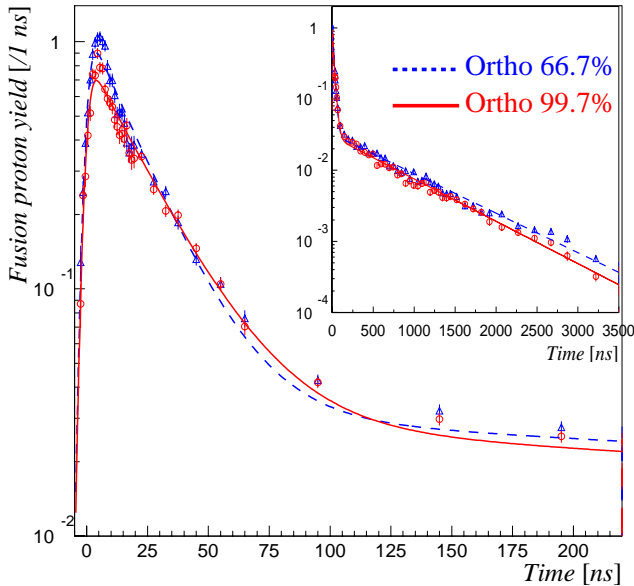 Fusion proton yield [/1 ns]
1
10^-1
10^-2
0 25 50 75 100 125 150 175 200
Time [ns]
1
10^-1
10^-2
10^-3
10^-4
0 500 1000 1500 2000 2500 3000 3500
Time [ns]
Ortho 66.7%
Ortho 99.7%